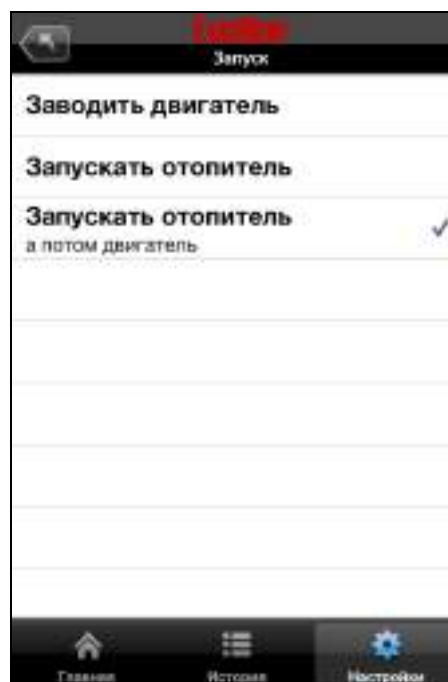 Запуск
Заводить двигатель
Запускать отопитель
Запускать отопитель
а потом двигатель
Главная
История
Настройки